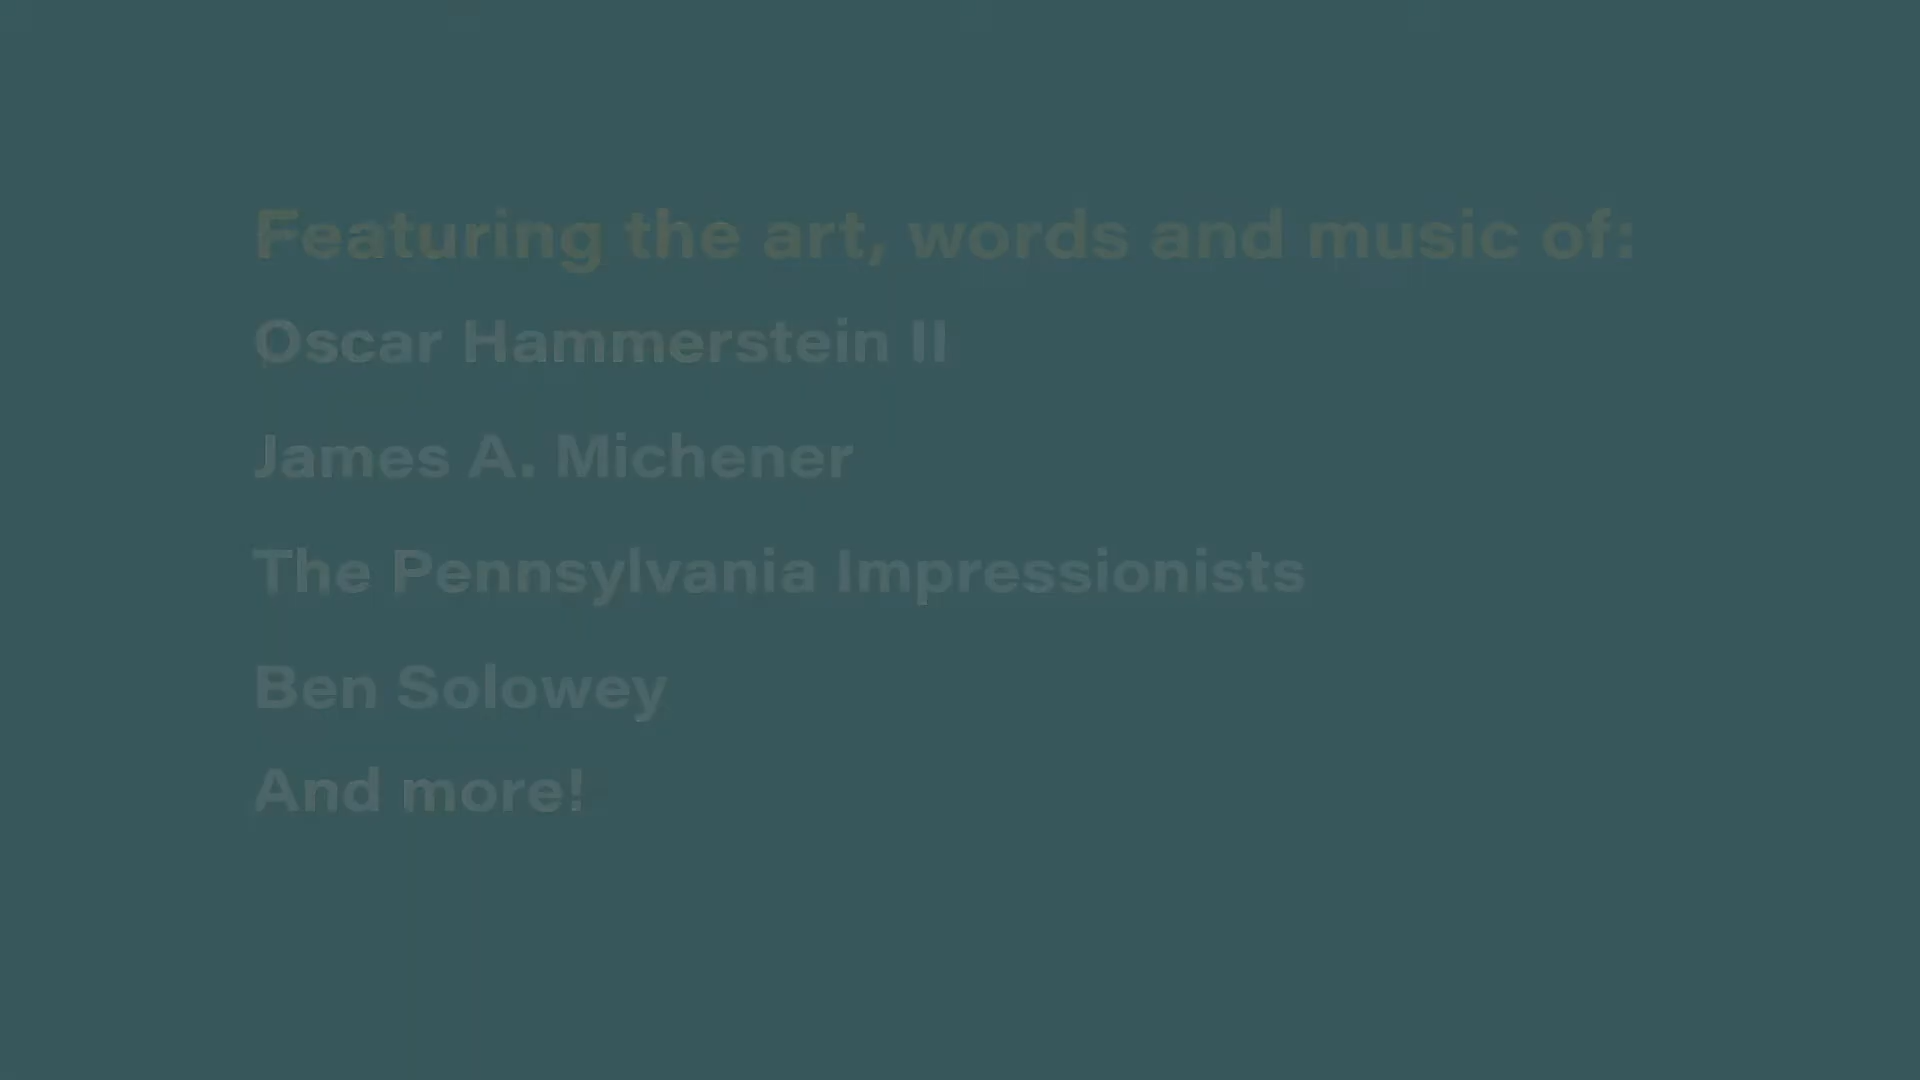 Featuring the art, words and music of:
Oscar Hammerstein II
James A. Michener
The Pennsylvania Impressionists
Ben Solowey
And more!